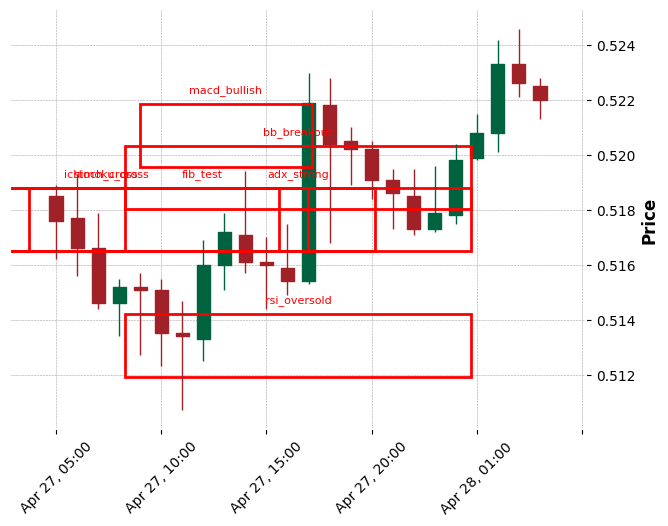 0.524
macd_bullish
0.522
bb_breakout
0.520
stoch_cross
fib_test
adx_strong
0.518
Price
0.516
rsi_oversold
0.514
0.512
Apr 27, 05:00
Apr 27, 10:00
Apr 27, 15:00
Apr 27, 20:00
Apr 28, 01:00